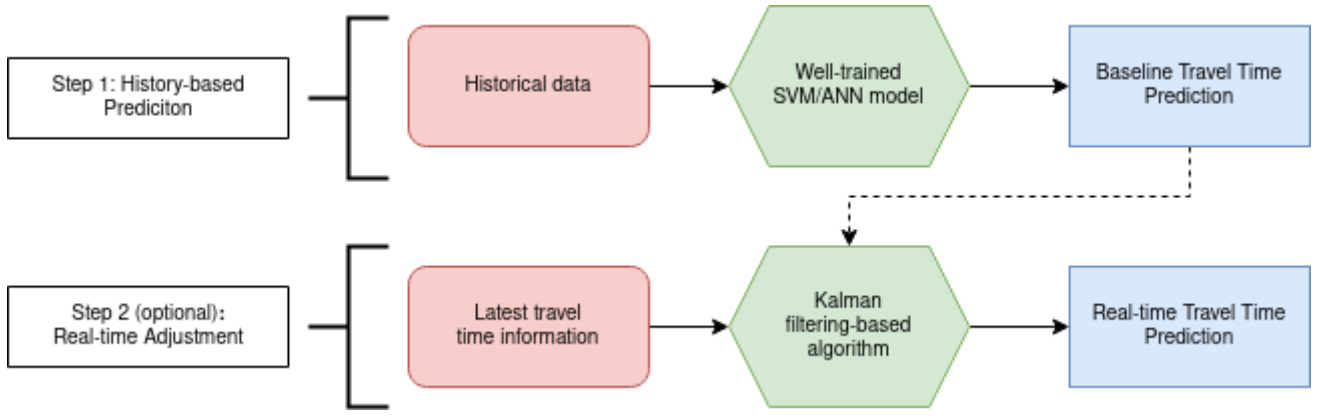 Step 1: History-based
Prediciton
Historical data
Well-trained
SVM/ANN model
Baseline Travel Time
Prediction
Step 2 (optional):
Real-time Adjustment
Latest travel
time information
Kalman
filtering-based
algorithm
Real-time Travel Time
Prediction